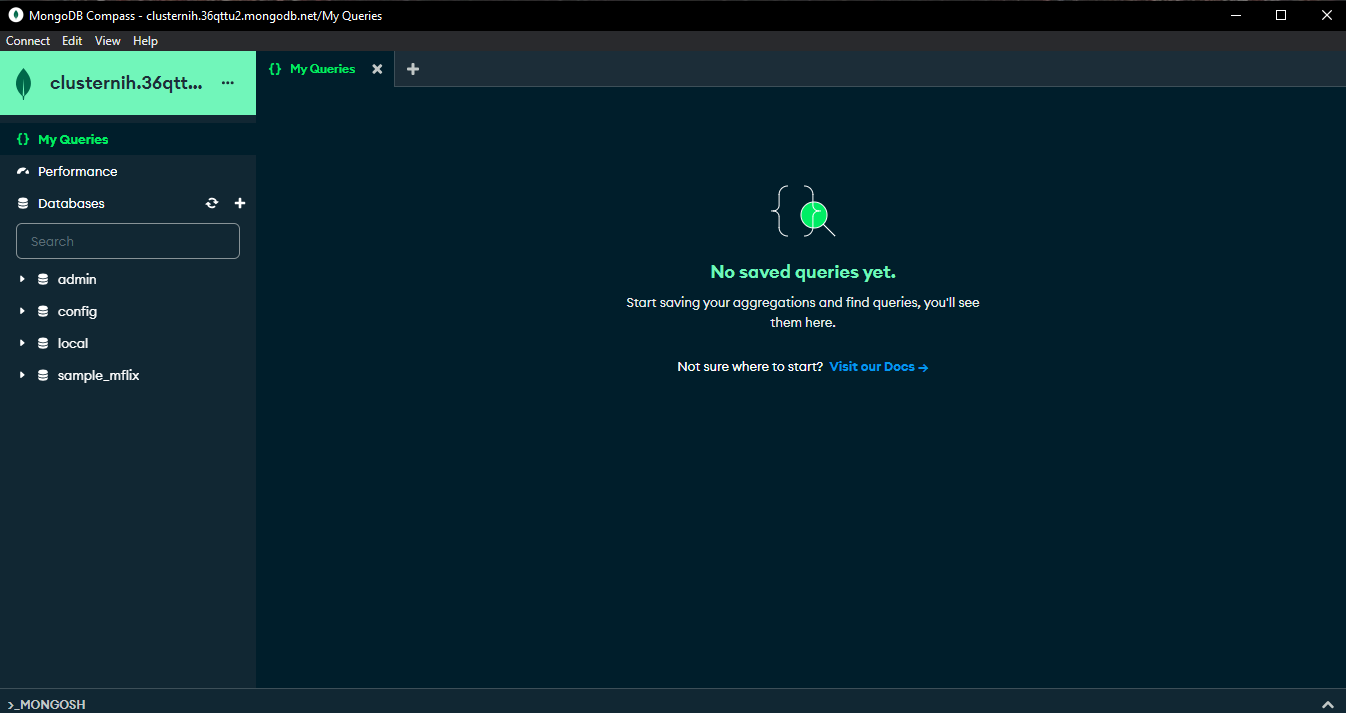 MongoDB Compass - clusternih.36qttu2.mongodb.net/My Queries
Connect Edit View Help
clusternih.36qtt...
{} My Queries
{} My Queries
Performance
Databases
Search
admin
config
local
sample_mflix
No saved queries yet.
Start saving your aggregations and find queries, you'll see
them here.
Not sure where to start? Visit our Docs →
>_MONGOSH